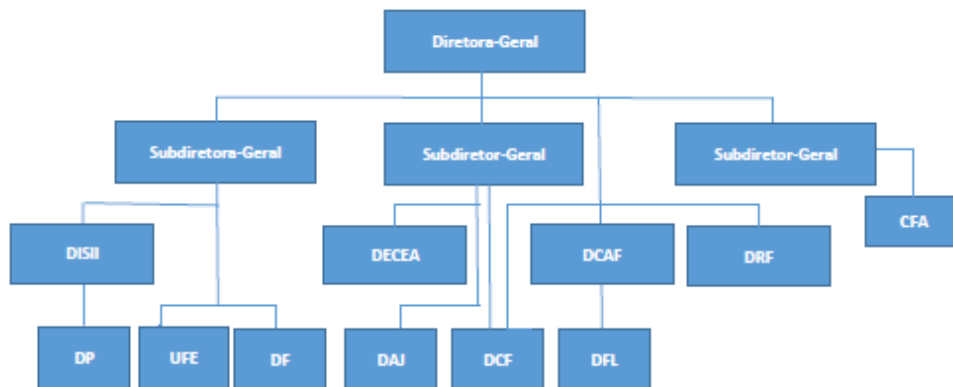 Diretora-Geral
Subdiretora-Geral
Subdiretor-Geral
Subdiretor-Geral
CFA
DISII
DECEA
DCAF
DRF
DP
UFE
DF
DAJ
DCF
DFL